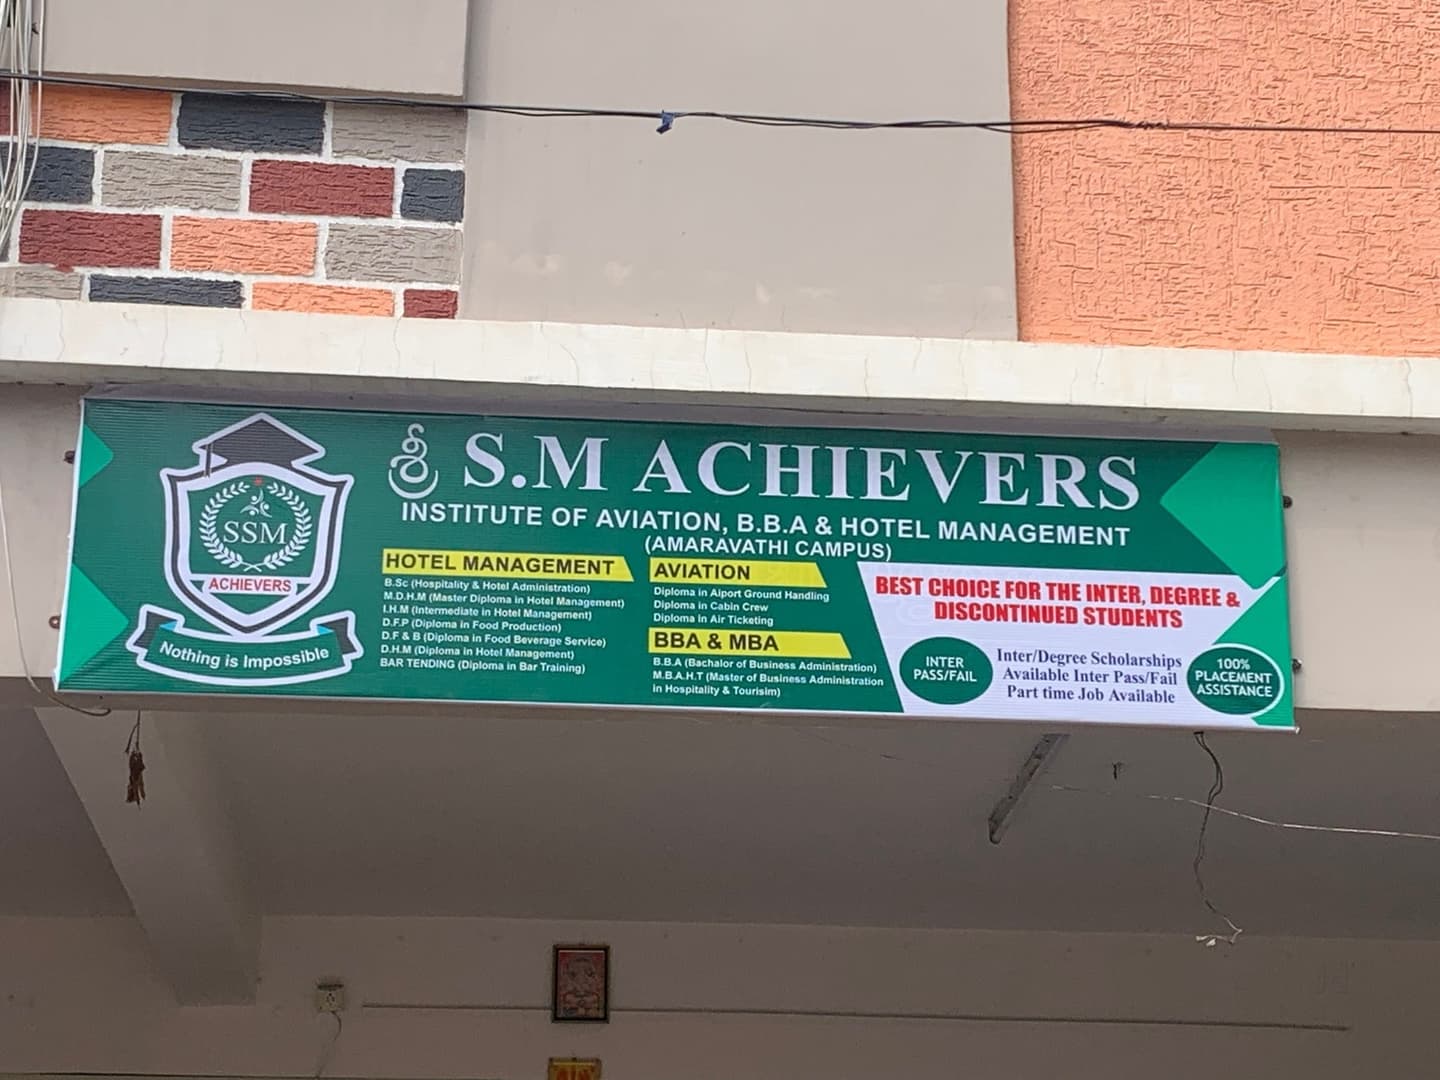 శ్రీ S.M ACHIEVERS
INSTITUTE OF AVIATION, B.B.A & HOTEL MANAGEMENT
(AMARAVATHI CAMPUS)
SSM
ACHIEVERS
Nothing is Impossible
HOTEL MANAGEMENT
B.Sc (Hospitality & Hotel Administration)
M.D.H.M (Master Diploma in Hotel Management)
I.H.M (Intermediate in Hotel Management)
D.F.P (Diploma in Food Production)
D.F & B (Diploma in Food Beverage Service)
D.H.M (Diploma in Hotel Management)
BAR TENDING (Diploma in Bar Training)
AVIATION
Diploma in Aiport Ground Handling
Diploma in Cabin Crew
Diploma in Air Ticketing
BBA & MBA
B.B.A (Bachalor of Business Administration)
M.B.A.H.T (Master of Business Administration
in Hospitality & Tourisim)
BEST CHOICE FOR THE INTER, DEGREE &
DISCONTINUED STUDENTS
INTER
PASS/FAIL
Inter/Degree Scholarships
Available Inter Pass/Fail
Part time Job Available
100%
PLACEMENT
ASSISTANCE